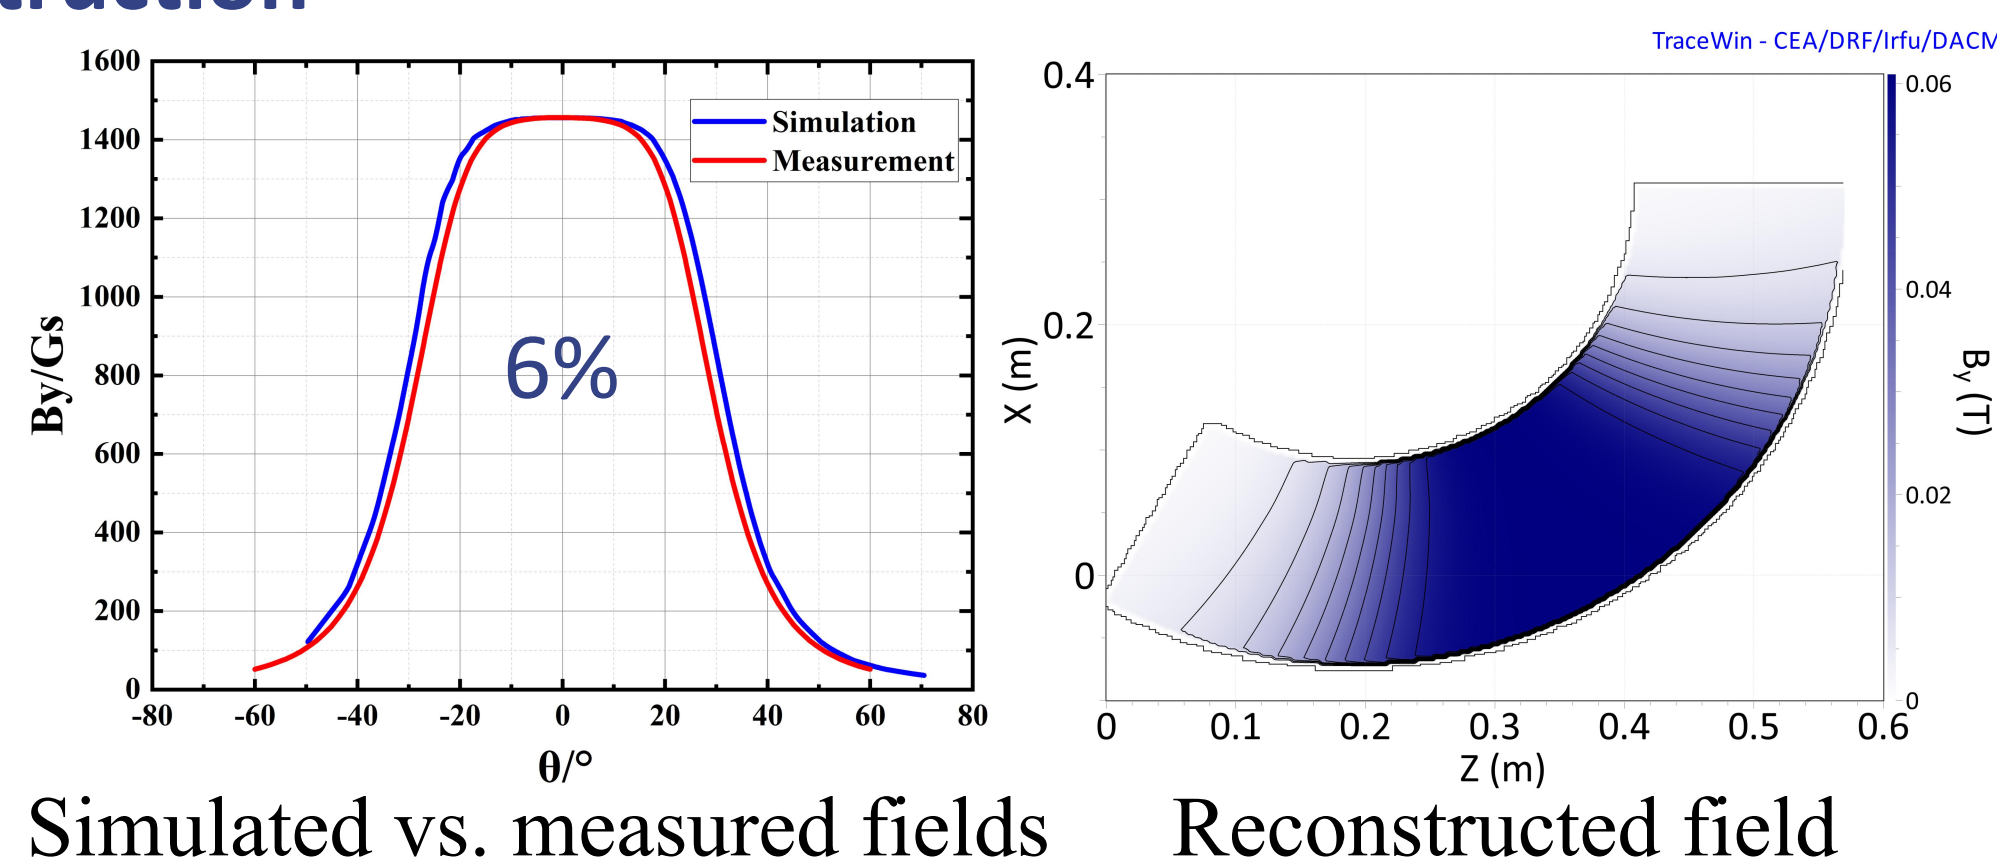 TraceWin - CEA/DRF/Irfu/DACM
1600
1400
1200
1000
800
600
400
200
0
By/Gs
-80 -60 -40 -20 0 20 40 60 80
θ/°
Simulation
Measurement
6%
Simulated vs. measured fields
0.4
0.2
0
X (m)
0 0.1 0.2 0.3 0.4 0.5 0.6
Z (m)
0.06
0.04
0.02
0
By (T)
Reconstructed field